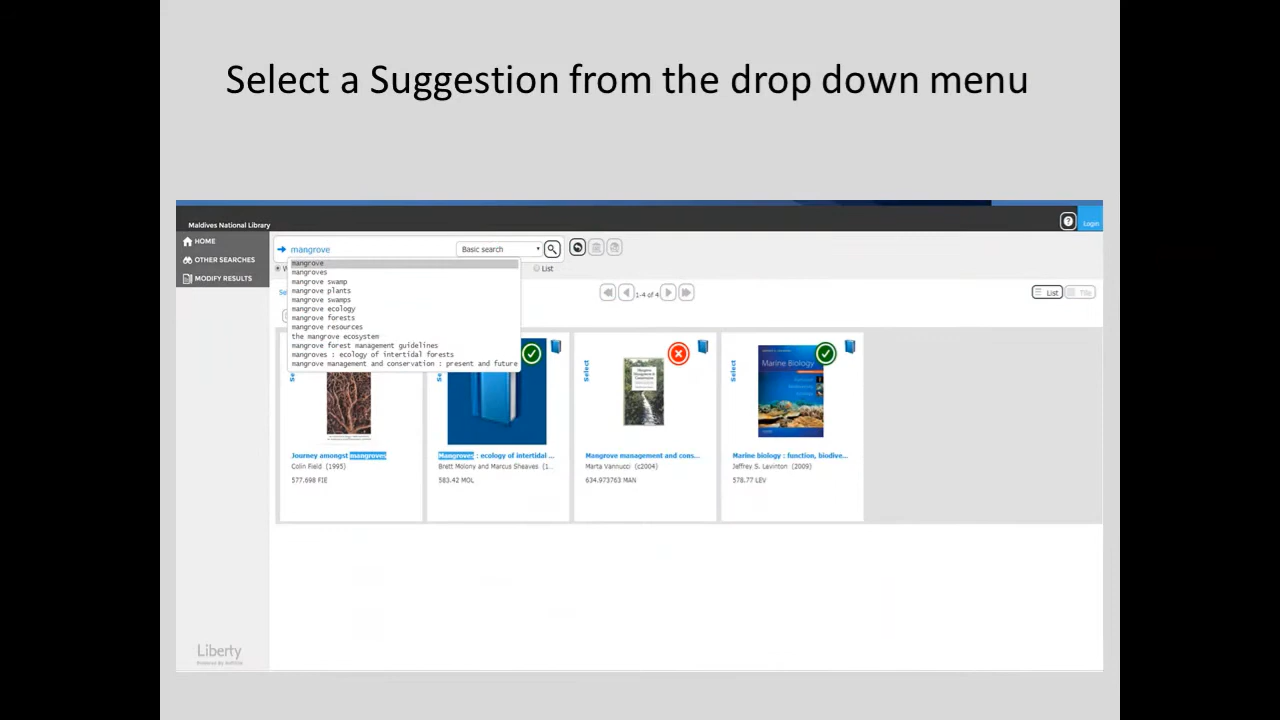 Select a Suggestion from the drop down menu
Maldives National Library
Login
HOME
OTHER SEARCHES
MODIFY RESULTS
mangrove
Basic search
mangrove
mangroves
mangrove swamp
mangrove plants
mangrove swamps
mangrove ecology
mangrove forests
mangrove resources
the mangrove ecosystem
mangrove forest management guidelines
mangroves : ecology of intertidal forests
mangrove management and conservation : present and future
List
1-4 of 4
List
Tile
Select
Select
Marine Biology
Journey amongst mangroves
Colin Field (1995)
577.698 FIE
Mangroves : ecology of intertidal ...
Brett Molony and Marcus Sheaves (1...
583.42 MOL
Mangrove management and cons...
Marta Vannucci (c2004)
634.973763 MAN
Marine biology : function, biodive...
Jeffrey S. Levinton (2009)
578.77 LEV
Liberty